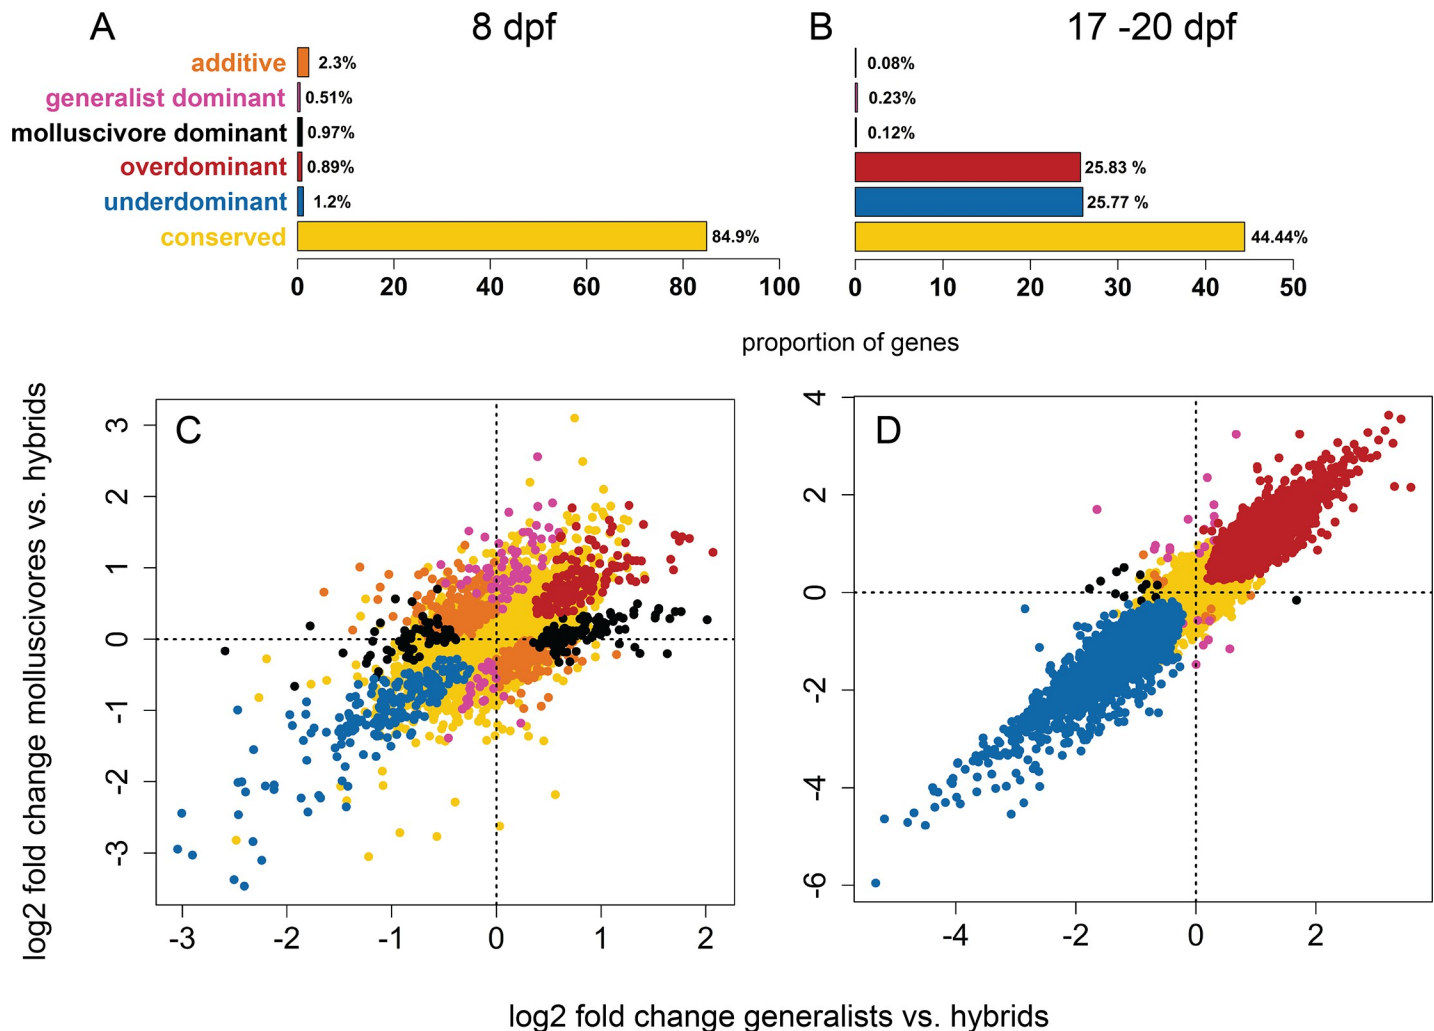 A
8 dpf
B
17 -20 dpf
additive
2.3%
0.08%
generalist dominant
0.51%
0.23%
molluscivore dominant
0.97%
0.12%
overdominant
0.89%
25.83 %
underdominant
1.2%
25.77 %
conserved
84.9%
44.44%
0 20 40 60 80 100
0 10 20 30 40 50
proportion of genes
log2 fold change molluscivores vs. hybrids
C
3
2
1
0
-1
-2
-3
-3 -2 -1 0 1 2
D
4
2
0
-2
-4
-6
-4 -2 0 2
log2 fold change generalists vs. hybrids